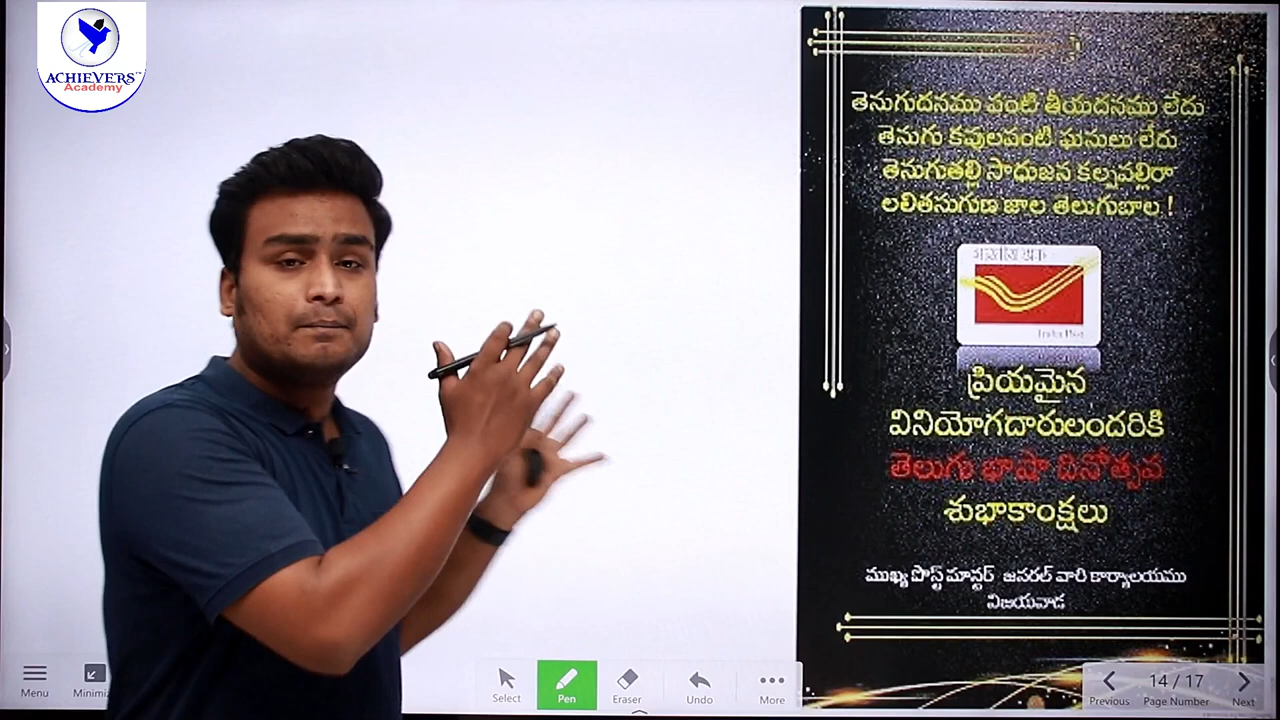 ACHIEVERS
Academy
తెనుగుదనము వంటి తీయదనము లేదు
తెనుగు కవులవంటి ఘనులు లేరు
తెనుగుతల్లి సాధుజన కల్పవల్లిరా
లలితసుగుణ జాల తెలుగుబాల !
भारतीय डाक
India Post
ప్రియమైన
వినియోగదారులందరికి
తెలుగు భాషా దినోత్సవ
శుభాకాంక్షలు
ముఖ్య పోస్ట్ మాస్టర్ జనరల్ వారి కార్యాలయము
విజయవాడ
Menu
Select
Pen
Eraser
Undo
More
Previous
14 / 17
Page Number
Next